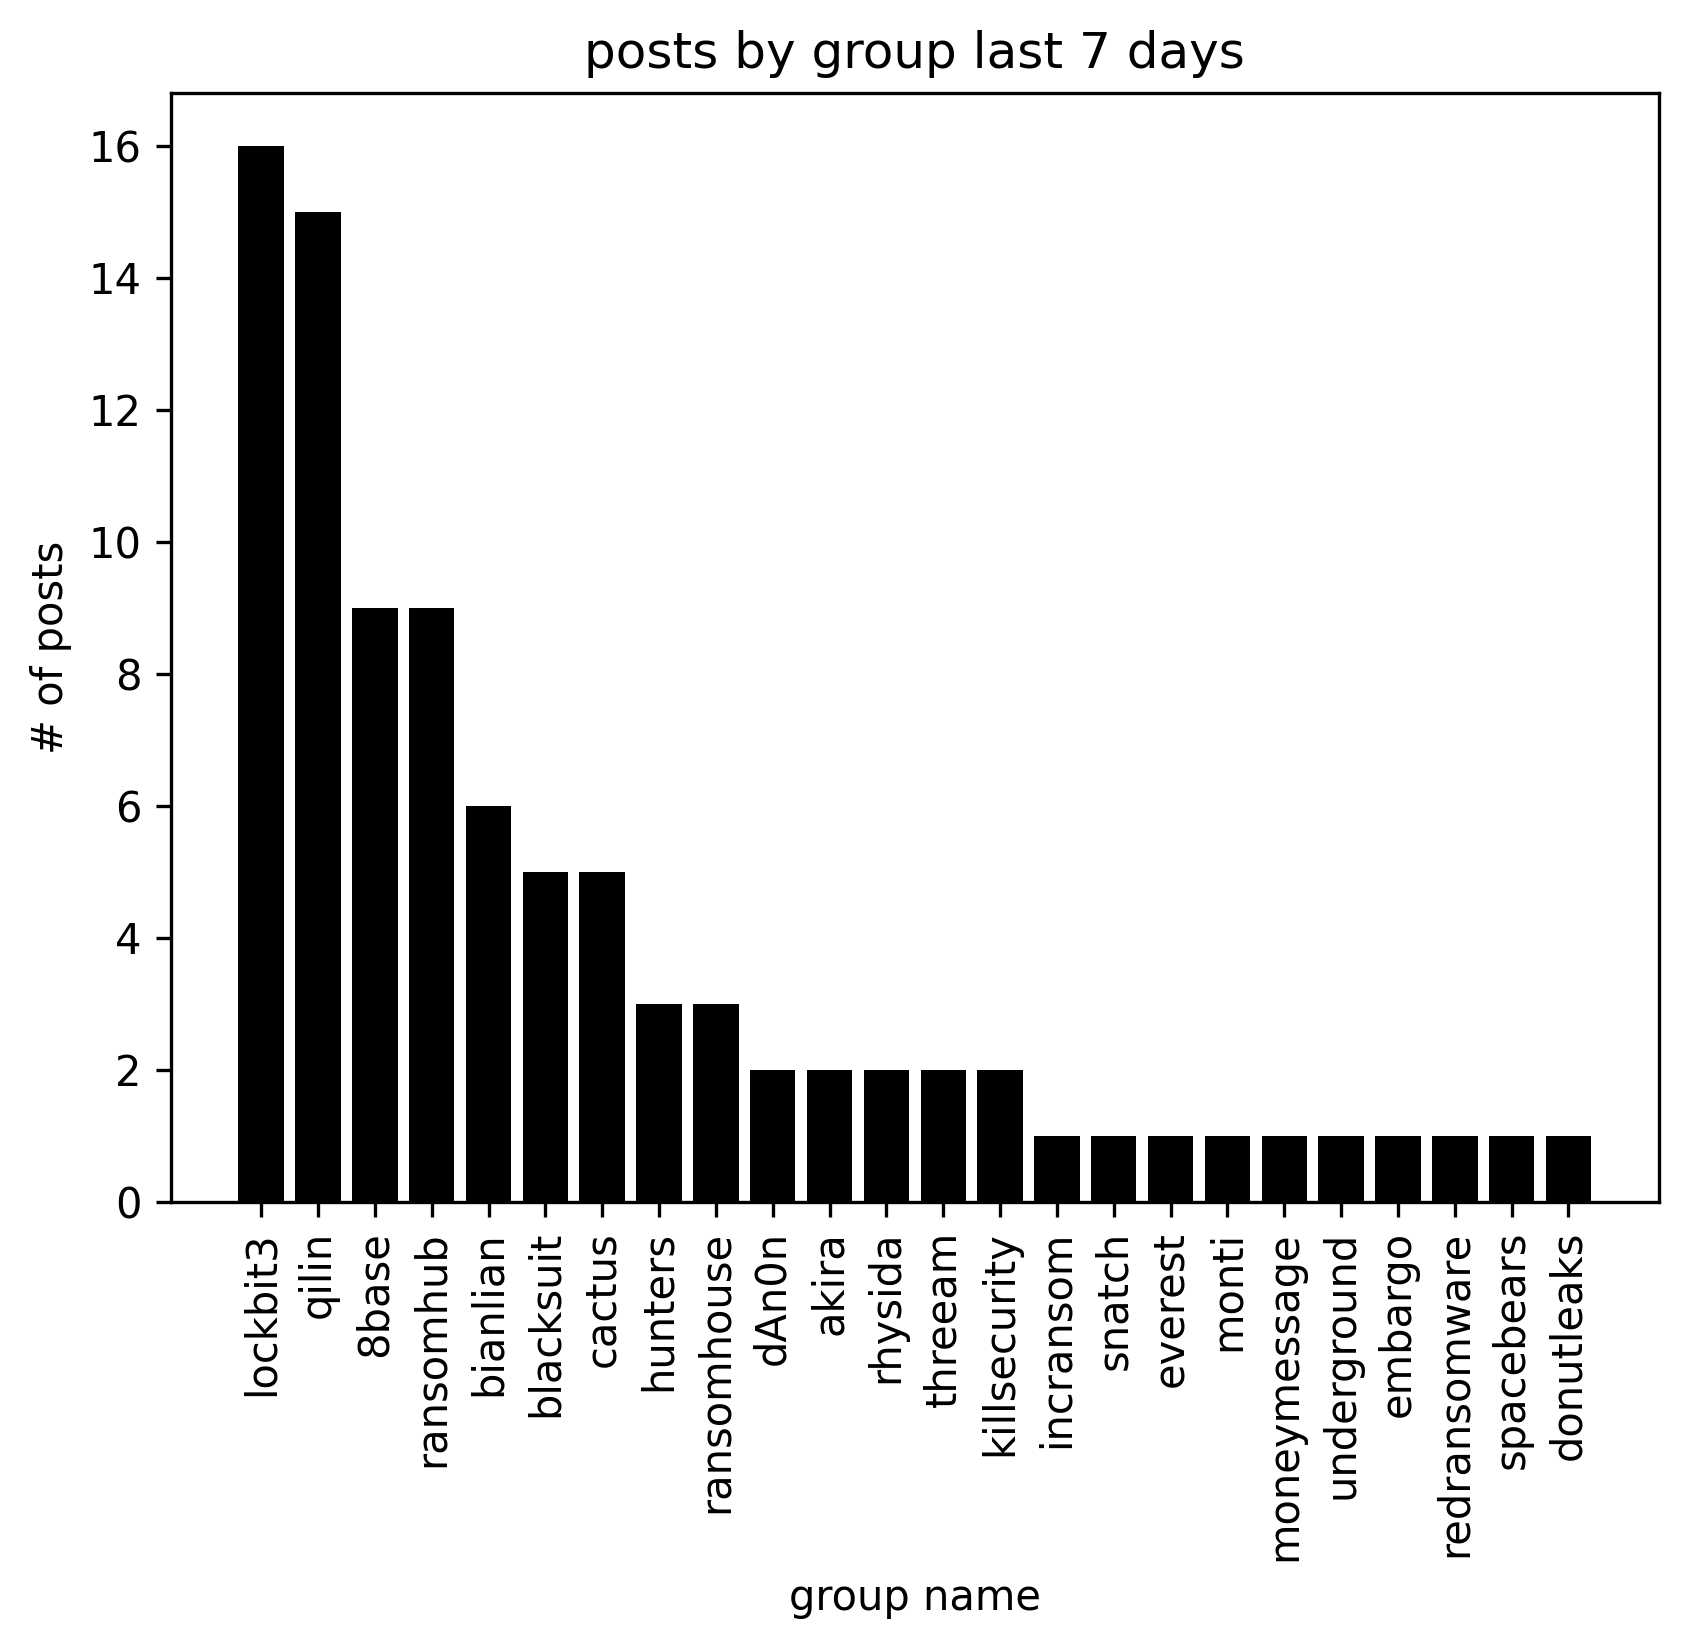 posts by group last 7 days
# of posts
16
14
12
10
8
6
4
2
0
lockbit3
qilin
8base
ransomhub
bianlian
blacksuit
cactus
hunters
ransomhouse
dAn0n
akira
rhysida
threeam
killsecurity
incransom
snatch
everest
monti
moneymessage
underground
embargo
redransomware
spacebears
donutleaks
group name